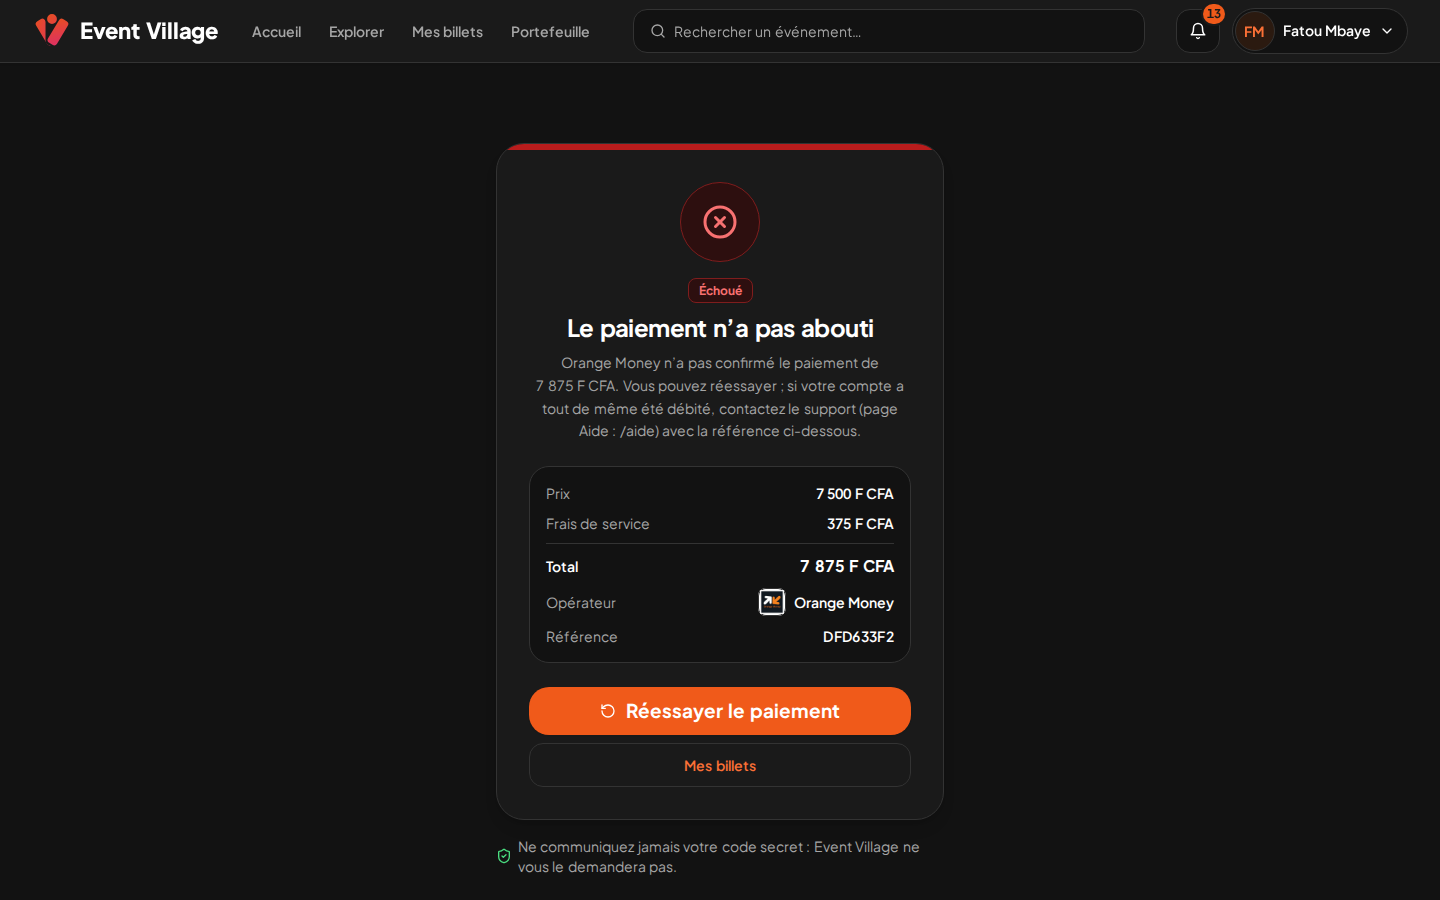 Event Village
Accueil
Explorer
Mes billets
Portefeuille
Rechercher un événement...
13
FM
Fatou Mbaye
Échoué
Le paiement n’a pas abouti
Orange Money n’a pas confirmé le paiement de
7 875 F CFA. Vous pouvez réessayer ; si votre compte a
tout de même été débité, contactez le support (page
Aide : /aide) avec la référence ci-dessous.
Prix 7 500 F CFA
Frais de service 375 F CFA
Total 7 875 F CFA
Opérateur Orange Money
Référence DFD633F2
Réessayer le paiement
Mes billets
Ne communiquez jamais votre code secret : Event Village ne
vous le demandera pas.